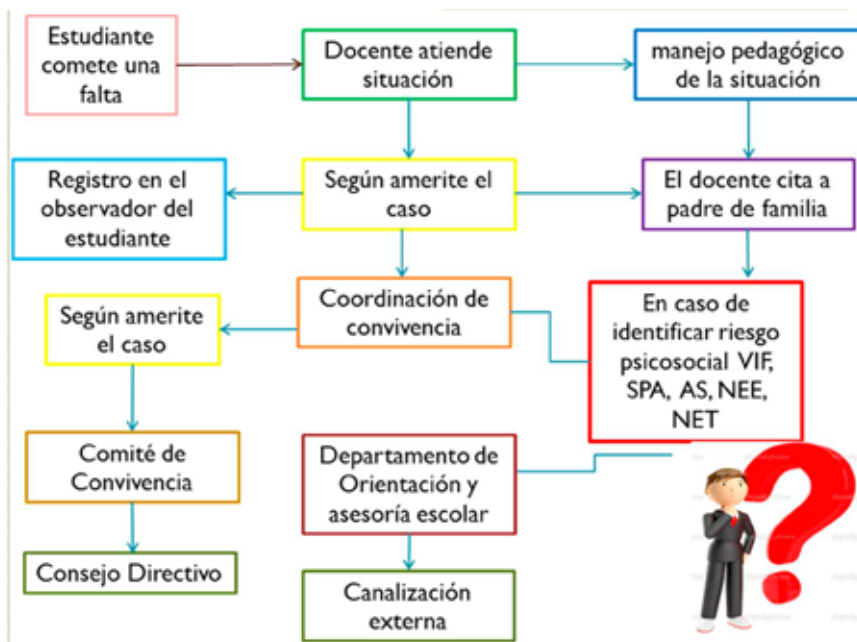 Estudiante
comete una
falta
Docente atiende
situación
manejo pedagógico
de la situación
Registro en el
observador del
estudiante
Según amerite el
caso
El docente cita a
padre de familia
Según amerite
el caso
Coordinación de
convivencia
En caso de
identificar riesgo
psicosocial VIF,
SPA, AS, NEE,
NET
Comité de
Convivencia
Departamento de
Orientación y
asesoría escolar
Consejo Directivo
Canalización
externa